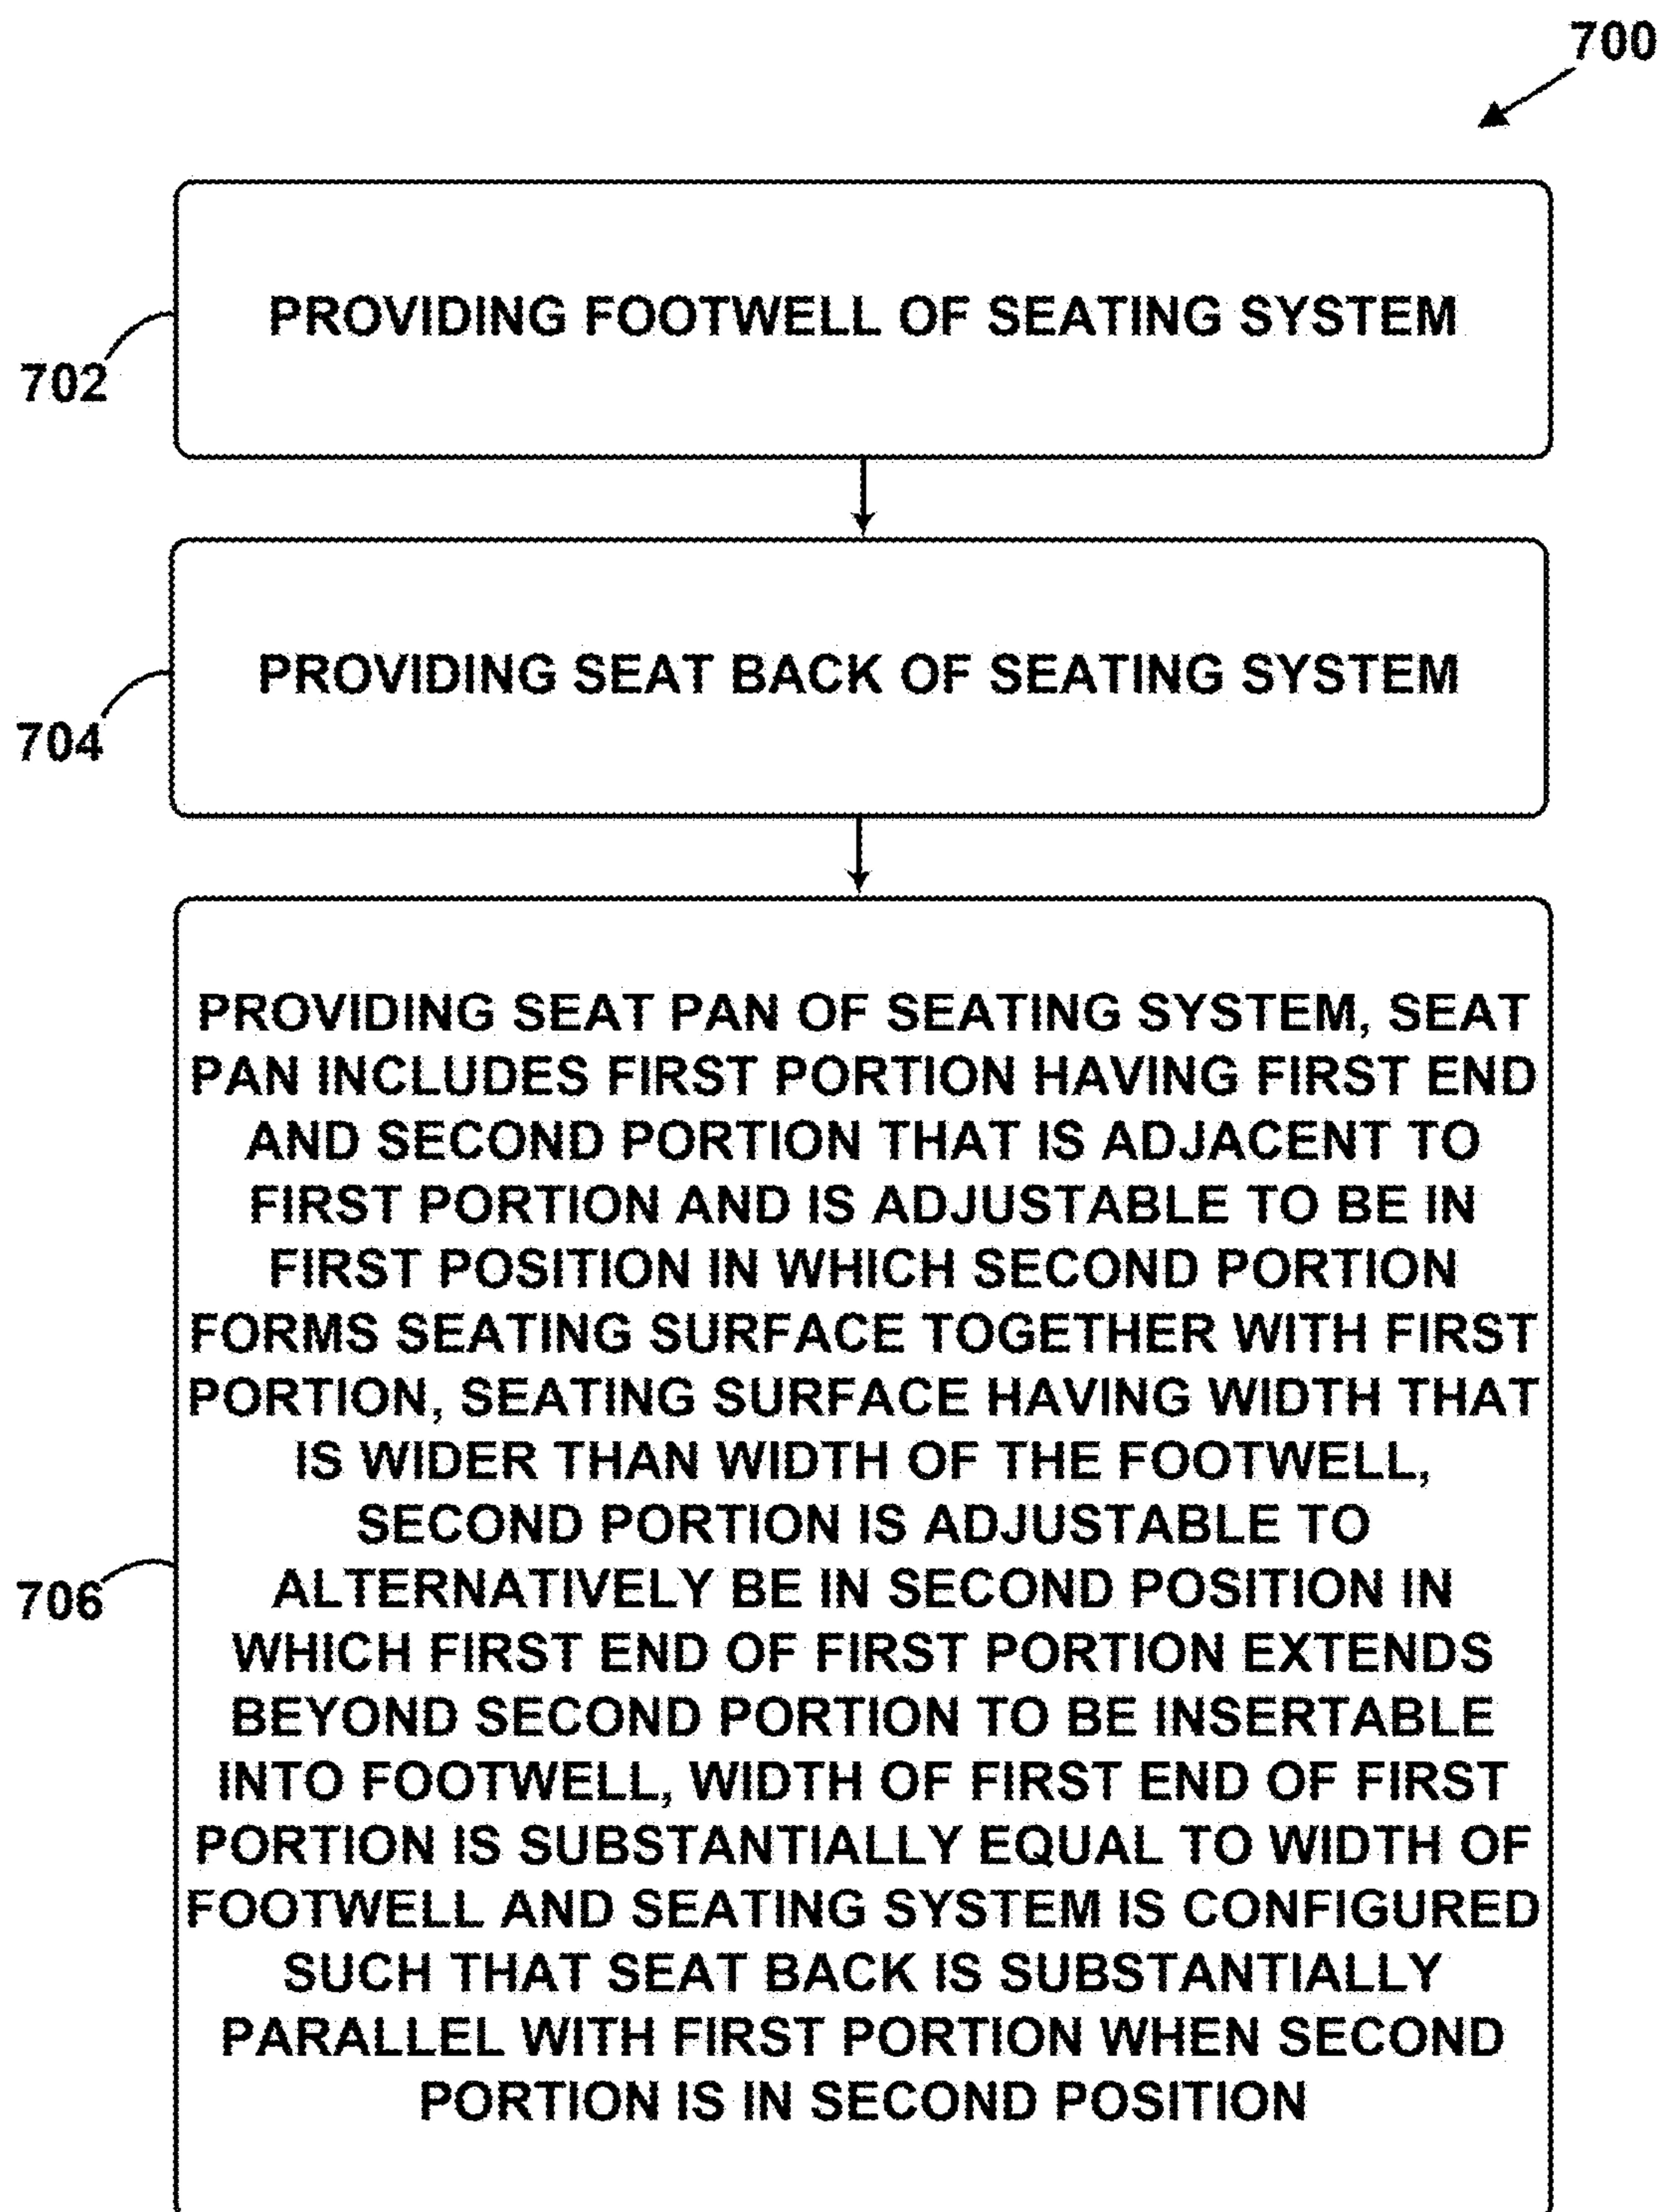 700
PROVIDING FOOTWELL OF SEATING SYSTEM
702
PROVIDING SEAT BACK OF SEATING SYSTEM
704
PROVIDING SEAT PAN OF SEATING SYSTEM, SEAT
PAN INCLUDES FIRST PORTION HAVING FIRST END
AND SECOND PORTION THAT IS ADJACENT TO
FIRST PORTION AND IS ADJUSTABLE TO BE IN
FIRST POSITION IN WHICH SECOND PORTION
FORMS SEATING SURFACE TOGETHER WITH FIRST
PORTION, SEATING SURFACE HAVING WIDTH THAT
IS WIDER THAN WIDTH OF THE FOOTWELL,
SECOND PORTION IS ADJUSTABLE TO
ALTERNATIVELY BE IN SECOND POSITION IN
WHICH FIRST END OF FIRST PORTION EXTENDS
BEYOND SECOND PORTION TO BE INSERTABLE
INTO FOOTWELL, WIDTH OF FIRST END OF FIRST
PORTION IS SUBSTANTIALLY EQUAL TO WIDTH OF
FOOTWELL AND SEATING SYSTEM IS CONFIGURED
SUCH THAT SEAT BACK IS SUBSTANTIALLY
PARALLEL WITH FIRST PORTION WHEN SECOND
PORTION IS IN SECOND POSITION
706